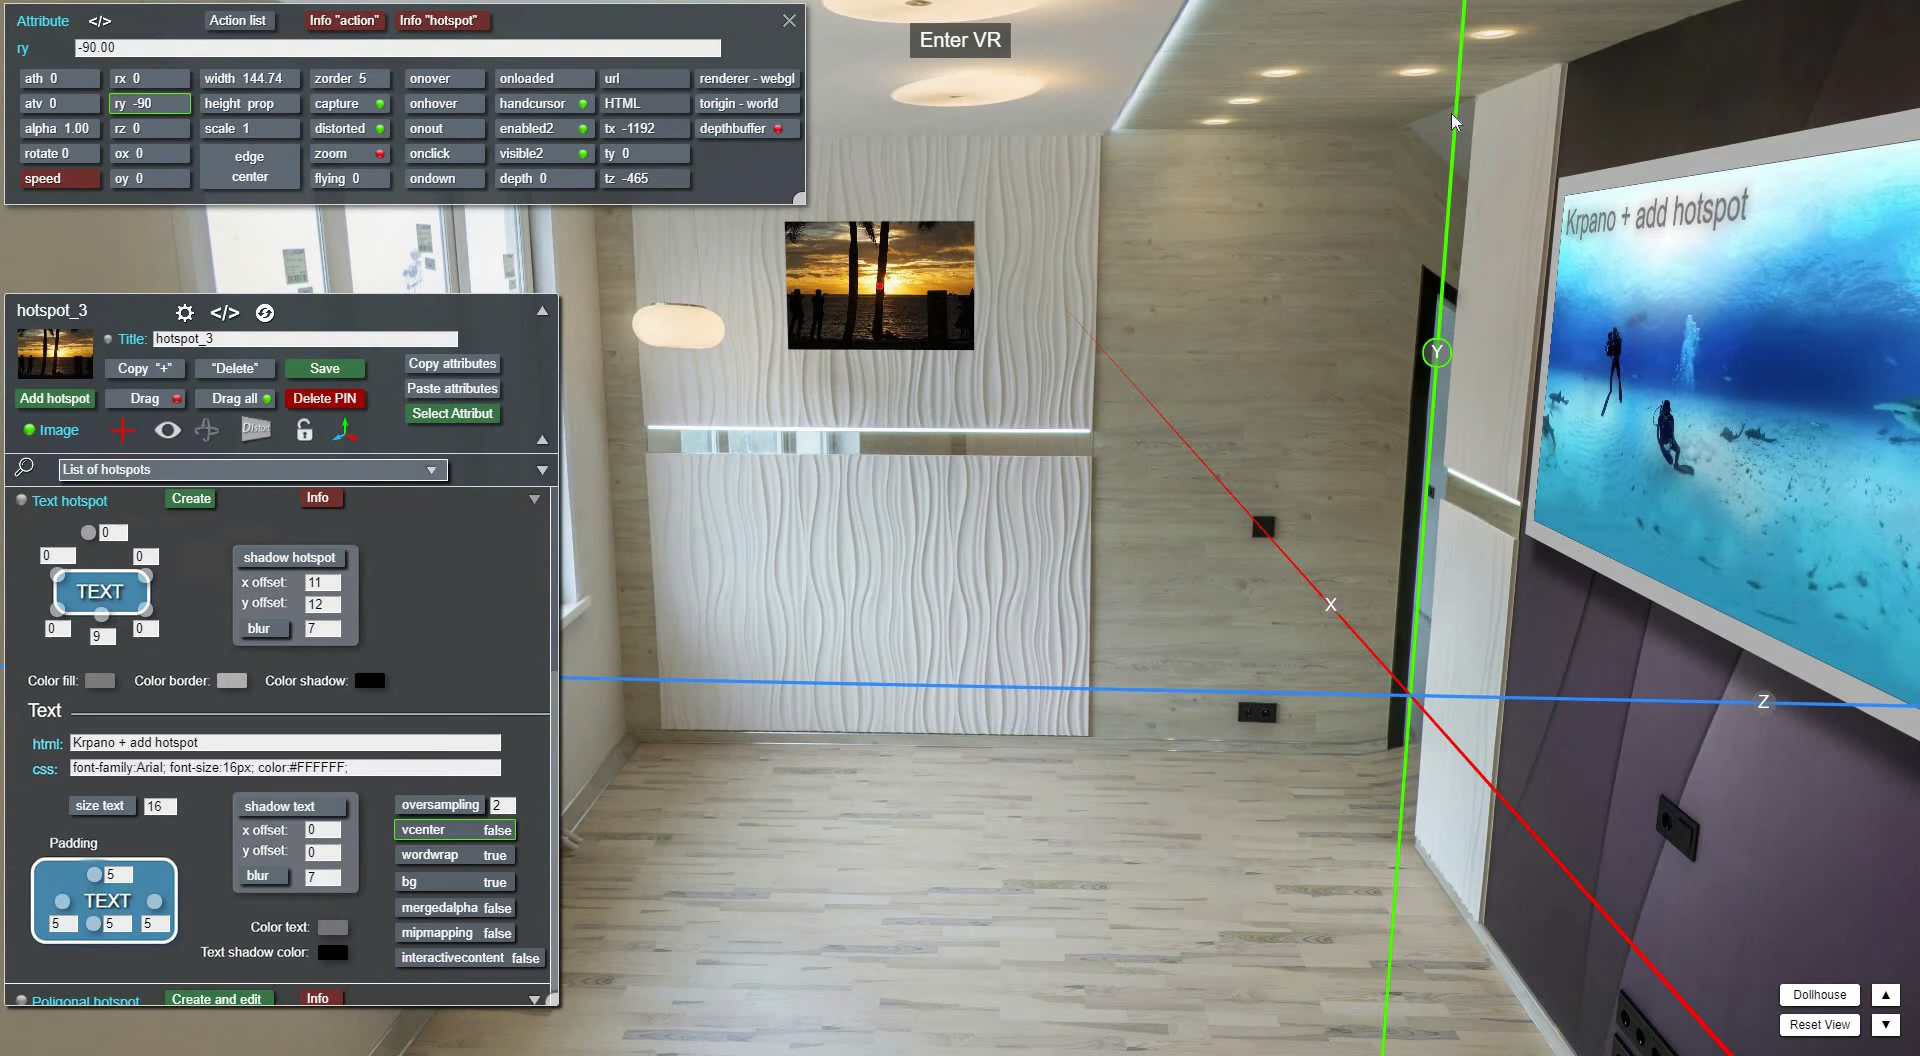 Attribute </> Action list Info "action" Info "hotspot"
ry -90.00
ath 0 rx 0 width 144.74 zorder 5 onover onloaded url renderer - webgl
atv 0 ry -90 height prop capture onhover handcursor HTML torigin - world
alpha 1.00 rz 0 scale 1 distorted onout enabled2 tx -1192 depthbuffer
rotate 0 ox 0 edge zoom onclick visible2 ty 0
speed oy 0 center flying 0 ondown depth 0 tz -465
Enter VR
Krpano + add hotspot
hotspot_3 </>
Title: hotspot_3
Copy "+" "Delete" Save Copy attributes
Paste attributes
Add hotspot Drag Drag all Delete PIN
Select Attribut
Image Distort
List of hotspots
Text hotspot Create Info
0
0 0
TEXT
0 9 0
shadow hotspot
x offset: 11
y offset: 12
blur 7
Color fill: Color border: Color shadow:
Text
html: Krpano + add hotspot
css: font-family:Arial; font-size:16px; color:#FFFFFF;
size text 16
Padding
5
TEXT
5 5 5
shadow text
x offset: 0
y offset: 0
blur 7
Color text:
Text shadow color:
oversampling 2
vcenter false
wordwrap true
bg true
mergedalpha false
mipmapping false
interactivecontent false
Poligonal hotspot Create and edit Info
Y
X
Z
Dollhouse ▲
Reset View ▼